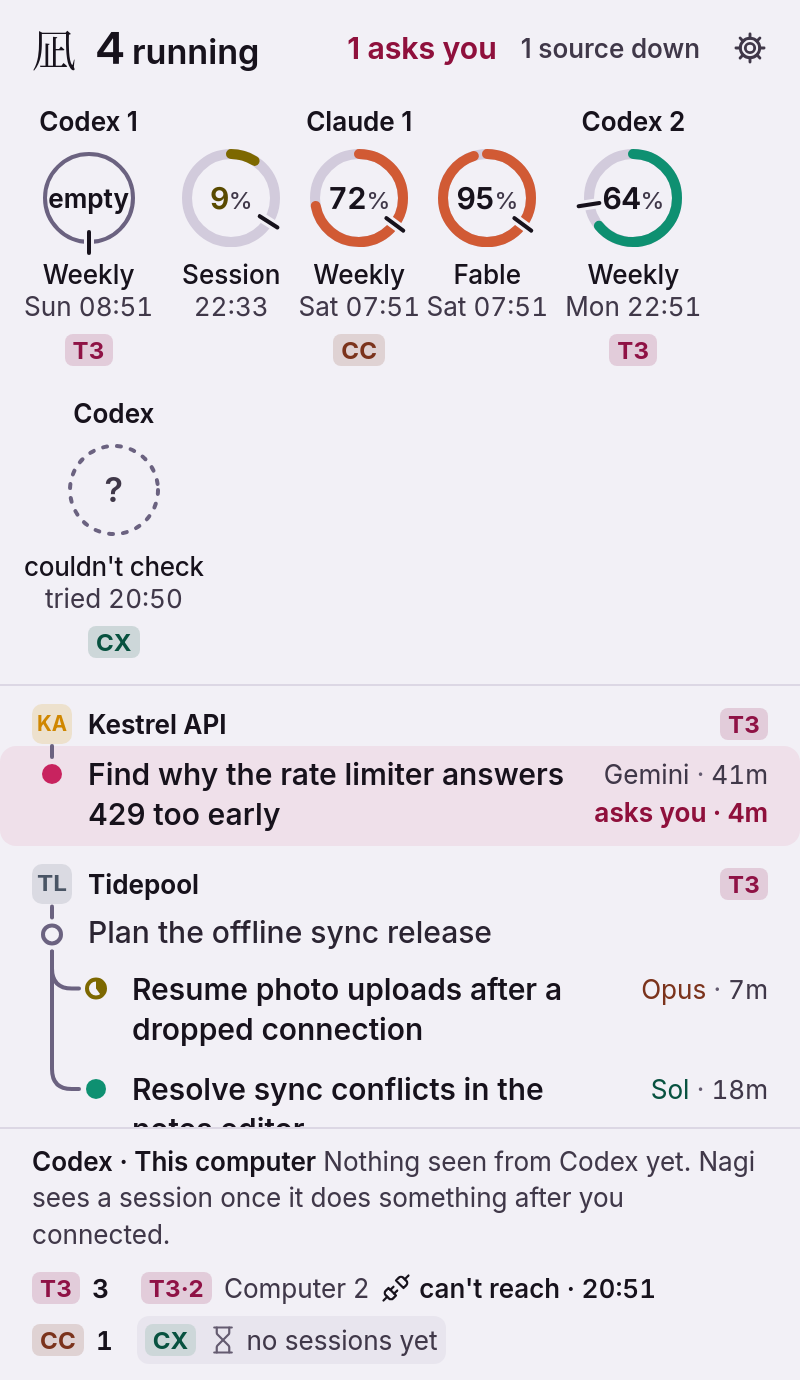 凪 4 running 1 asks you 1 source down
Codex 1 Claude 1 Codex 2
empty 9% 72% 95% 64%
Weekly Session Weekly Fable Weekly
Sun 08:51 22:33 Sat 07:51 Sat 07:51 Mon 22:51
T3 CC T3
Codex
?
couldn't check
tried 20:50
CX
KA Kestrel API T3
Find why the rate limiter answers Gemini · 41m
429 too early asks you · 4m
TL Tidepool T3
Plan the offline sync release
Resume photo uploads after a Opus · 7m
dropped connection
Resolve sync conflicts in the Sol · 18m
notes editor
Codex · This computer Nothing seen from Codex yet. Nagi
sees a session once it does something after you
connected.
T3 3 T3·2 Computer 2 can't reach · 20:51
CC 1 CX no sessions yet